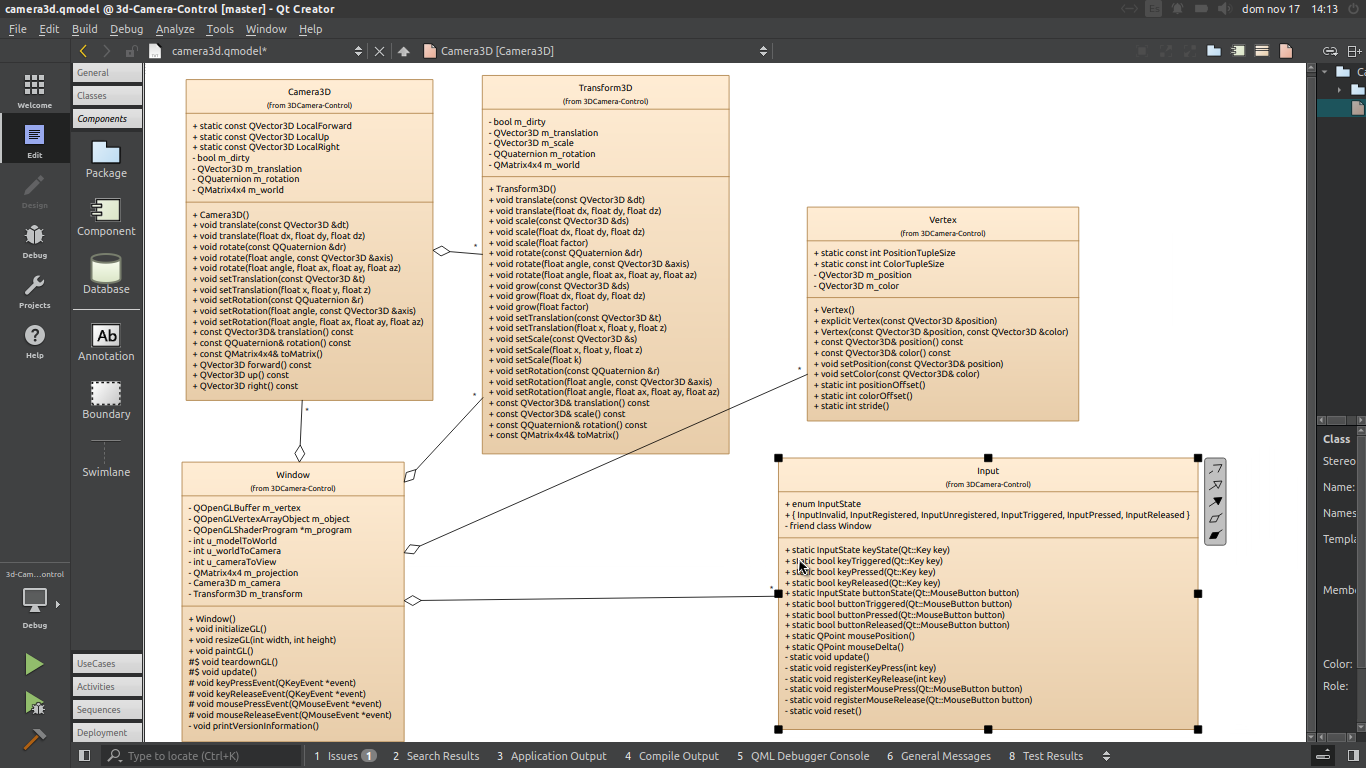 camera3d.qmodel @ 3d-Camera-Control [master] - Qt Creator
Es
dom nov 17
14:13
File Edit Build Debug Analyze Tools Window Help
camera3d.qmodel*
Camera3D [Camera3D]
Welcome
Edit
Design
Debug
Projects
Help
3d-Cam...ontrol
Debug
General
Classes
Components
Package
Component
Database
Annotation
Boundary
Swimlane
UseCases
Activities
Sequences
Deployment
Camera3D
(from 3DCamera-Control)
+ static const QVector3D LocalForward
+ static const QVector3D LocalUp
+ static const QVector3D LocalRight
- bool m_dirty
- QVector3D m_translation
- QQuaternion m_rotation
- QMatrix4x4 m_world
+ Camera3D()
+ void translate(const QVector3D &dt)
+ void translate(float dx, float dy, float dz)
+ void rotate(const QQuaternion &dr)
+ void rotate(float angle, const QVector3D &axis)
+ void rotate(float angle, float ax, float ay, float az)
+ void setTranslation(const QVector3D &t)
+ void setTranslation(float x, float y, float z)
+ void setRotation(const QQuaternion &r)
+ void setRotation(float angle, const QVector3D &axis)
+ void setRotation(float angle, float ax, float ay, float az)
+ const QVector3D& translation() const
+ const QQuaternion& rotation() const
+ const QMatrix4x4& toMatrix()
+ QVector3D forward() const
+ QVector3D up() const
+ QVector3D right() const
Transform3D
(from 3DCamera-Control)
- bool m_dirty
- QVector3D m_translation
- QVector3D m_scale
- QQuaternion m_rotation
- QMatrix4x4 m_world
+ Transform3D()
+ void translate(const QVector3D &dt)
+ void translate(float dx, float dy, float dz)
+ void scale(const QVector3D &ds)
+ void scale(float dx, float dy, float dz)
+ void scale(float factor)
+ void rotate(const QQuaternion &dr)
+ void rotate(float angle, const QVector3D &axis)
+ void rotate(float angle, float ax, float ay, float az)
+ void grow(const QVector3D &ds)
+ void grow(float dx, float dy, float dz)
+ void grow(float factor)
+ void setTranslation(const QVector3D &t)
+ void setTranslation(float x, float y, float z)
+ void setScale(const QVector3D &s)
+ void setScale(float x, float y, float z)
+ void setScale(float k)
+ void setRotation(const QQuaternion &r)
+ void setRotation(float angle, const QVector3D &axis)
+ void setRotation(float angle, float ax, float ay, float az)
+ const QVector3D& translation() const
+ const QVector3D& scale() const
+ const QQuaternion& rotation() const
+ const QMatrix4x4& toMatrix()
Vertex
(from 3DCamera-Control)
+ static const int PositionTupleSize
+ static const int ColorTupleSize
- QVector3D m_position
- QVector3D m_color
+ Vertex()
+ explicit Vertex(const QVector3D &position)
+ Vertex(const QVector3D &position, const QVector3D &color)
+ const QVector3D& position() const
+ const QVector3D& color() const
+ void setPosition(const QVector3D& position)
+ void setColor(const QVector3D& color)
+ static int positionOffset()
+ static int colorOffset()
+ static int stride()
Window
(from 3DCamera-Control)
- QOpenGLBuffer m_vertex
- QOpenGLVertexArrayObject m_object
- QOpenGLShaderProgram *m_program
- int u_modelToWorld
- int u_worldToCamera
- int u_cameraToView
- QMatrix4x4 m_projection
- Camera3D m_camera
- Transform3D m_transform
+ Window()
+ void initializeGL()
+ void resizeGL(int width, int height)
+ void paintGL()
#$ void teardownGL()
#$ void update()
# void keyPressEvent(QKeyEvent *event)
# void keyReleaseEvent(QKeyEvent *event)
# void mousePressEvent(QMouseEvent *event)
# void mouseReleaseEvent(QMouseEvent *event)
- void printVersionInformation()
Input
(from 3DCamera-Control)
+ enum InputState
+ { InputInvalid, InputRegistered, InputUnregistered, InputTriggered, InputPressed, InputReleased }
- friend class Window
+ static InputState keyState(Qt::Key key)
+ static bool keyTriggered(Qt::Key key)
+ static bool keyPressed(Qt::Key key)
+ static bool keyReleased(Qt::Key key)
+ static InputState buttonState(Qt::MouseButton button)
+ static bool buttonTriggered(Qt::MouseButton button)
+ static bool buttonPressed(Qt::MouseButton button)
+ static bool buttonReleased(Qt::MouseButton button)
+ static QPoint mousePosition()
+ static QPoint mouseDelta()
- static void update()
- static void registerKeyPress(int key)
- static void registerKeyRelease(int key)
- static void registerMousePress(Qt::MouseButton button)
- static void registerMouseRelease(Qt::MouseButton button)
- static void reset()
*
*
*
*
*
Ca
Class
Stereo
Name:
Names
Templa
Membe
Color:
Role:
Type to locate (Ctrl+K)
1 Issues 1
2 Search Results
3 Application Output
4 Compile Output
5 QML Debugger Console
6 General Messages
8 Test Results